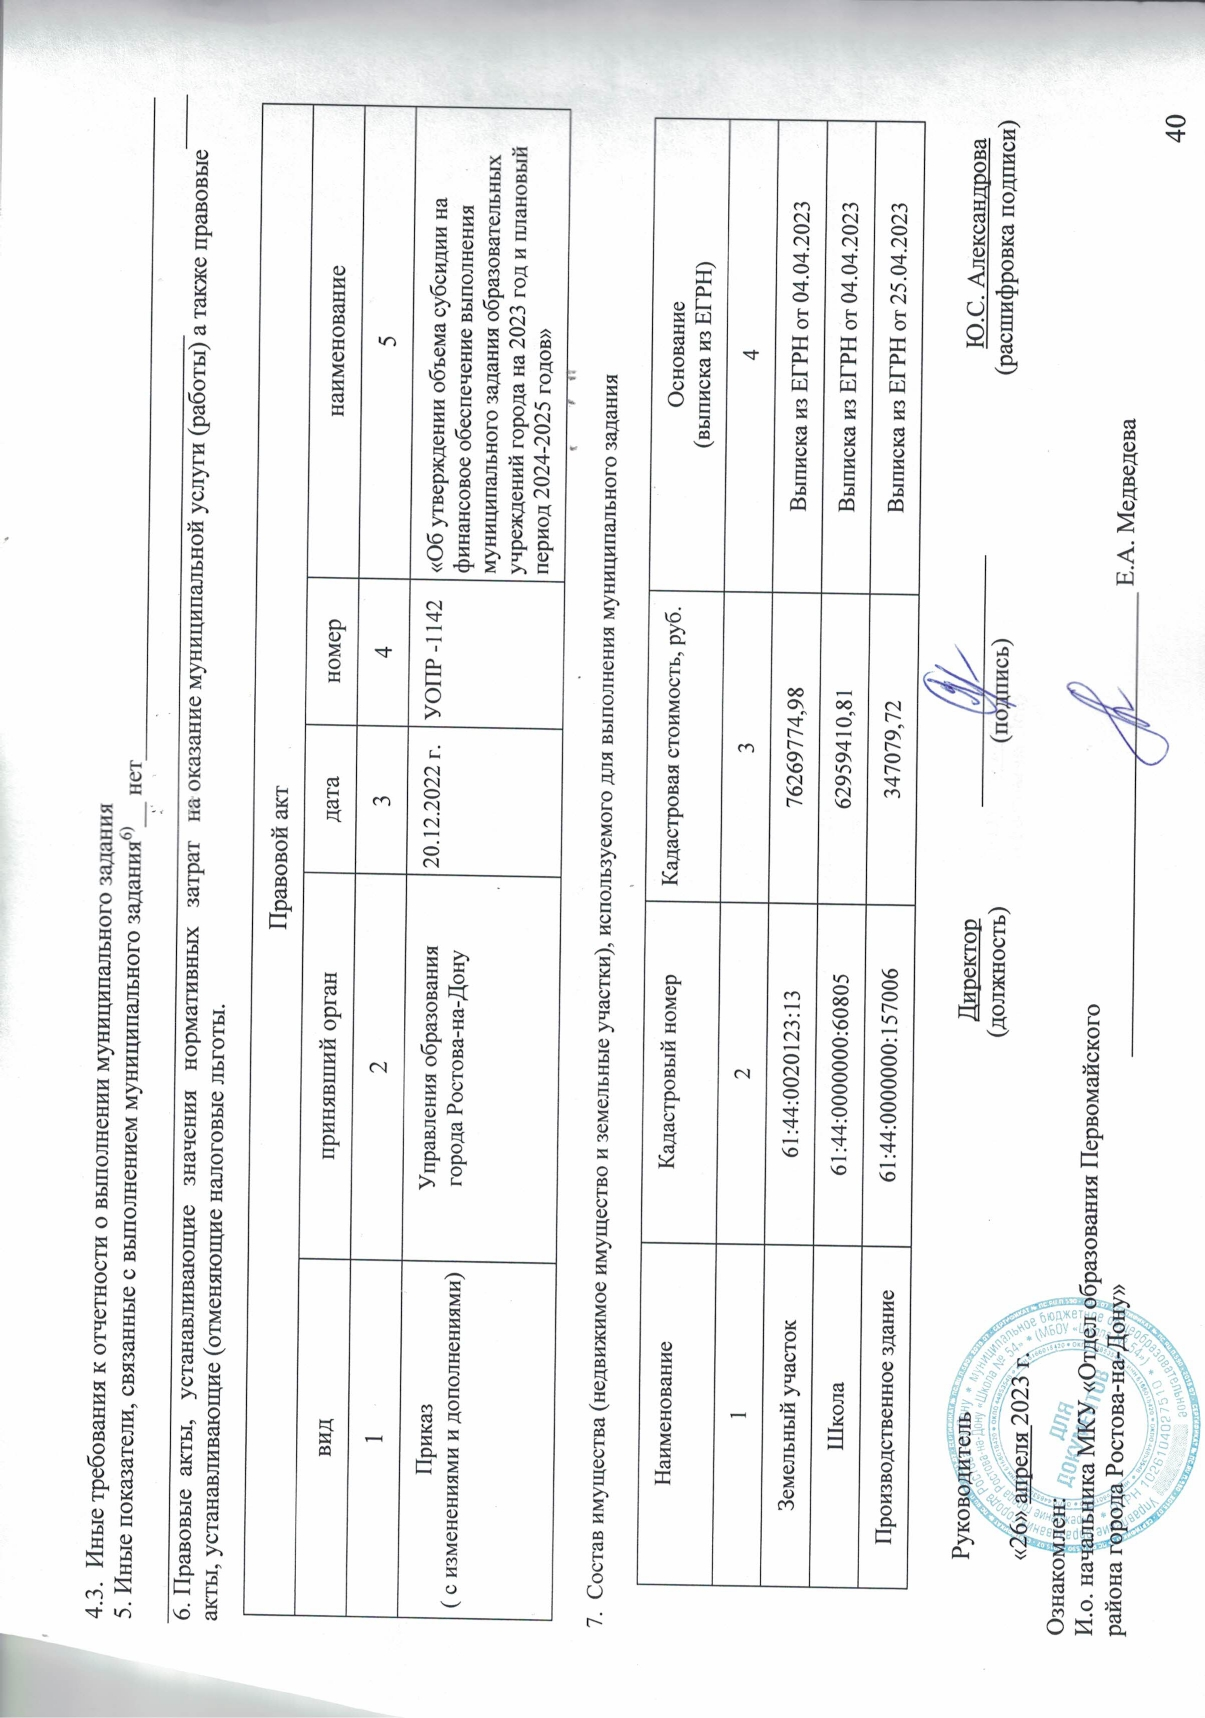 4.3. Иные требования к отчетности о выполнении муниципального задания
5. Иные показатели, связанные с выполнением муниципального задания6) нет
6. Правовые акты, устанавливающие значения нормативных затрат на оказание муниципальной услуги (работы) а также правовые
акты, устанавливающие (отменяющие налоговые льготы.
Правовой акт
вид принявший орган дата номер наименование
1 2 3 4 5
Приказ
( с изменениями и дополнениями)
Управления образования
города Ростова-на-Дону
20.12.2022 г.
УОПР -1142
«Об утверждении объема субсидии на
финансовое обеспечение выполнения
муниципального задания образовательных
учреждений города на 2023 год и плановый
период 2024-2025 годов»
7. Состав имущества (недвижимое имущество и земельные участки), используемого для выполнения муниципального задания
Наименование Кадастровый номер Кадастровая стоимость, руб. Основание
(выписка из ЕГРН)
1 2 3 4
Земельный участок 61:44:0020123:13 76269774,98 Выписка из ЕГРН от 04.04.2023
Школа 61:44:0000000:60805 62959410,81 Выписка из ЕГРН от 04.04.2023
Производственное здание 61:44:0000000:157006 347079,72 Выписка из ЕГРН от 25.04.2023
Руководитель Директор Ю.С. Александрова
(должность) (подпись) (расшифровка подписи)
«26» апреля 2023 г.
Ознакомлен:
И.о. начальника МКУ «Отдел образования Первомайского
района города Ростова-на-Дону» Е.А. Медведева
ДЛЯ
ДОКУМЕНТОВ
40